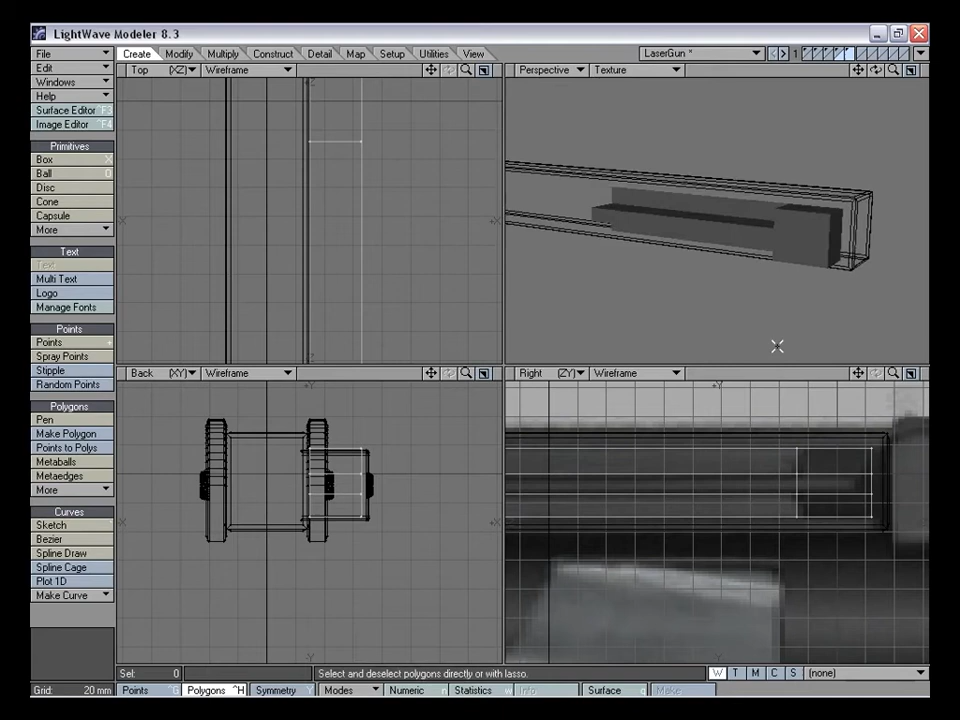 LightWave Modeler 8.3
File
Create Modify Multiply Construct Detail Map Setup Utilities View
LaserGun *
1
Edit
Windows
Help
Surface Editor F3
Image Editor F4
Top (XZ) Wireframe
Perspective Texture
Primitives
Box X
Ball O
Disc
Cone
Capsule
More
Text
Text
Multi Text
Logo
Manage Fonts
Points
Points +
Spray Points
Stipple
Random Points
Back (XY) Wireframe
Right (ZY) Wireframe
Polygons
Pen
Make Polygon
Points to Polys
Metaballs
Metaedges
More
Curves
Sketch
Bezier
Spline Draw
Spline Cage
Plot 1D
Make Curve
Sel: 0
Select and deselect polygons directly or with lasso.
W T M C S (none)
Grid: 20 mm
Points ^G Polygons ^H Symmetry Y Modes Numeric n Statistics w Info i Surface q Make